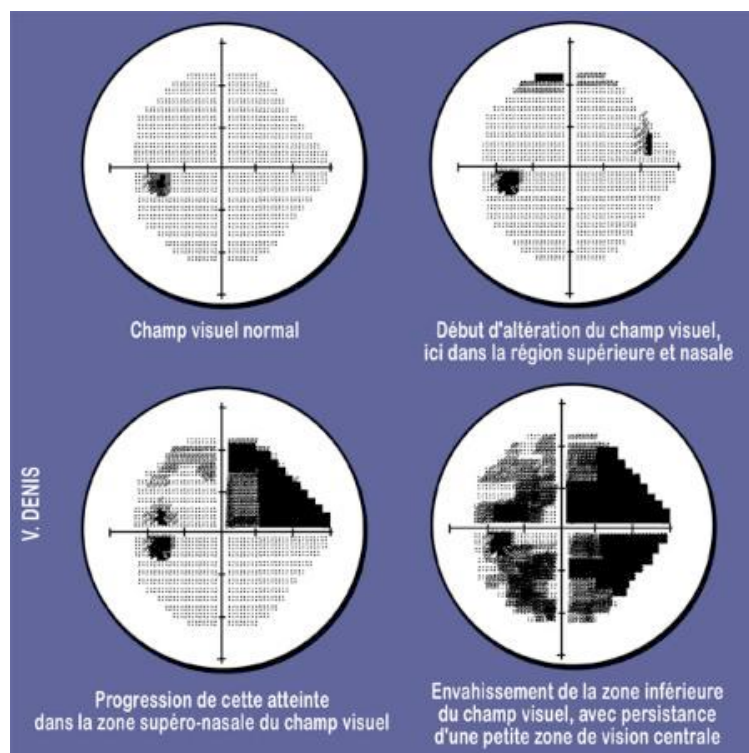 Champ visuel normal
Début d'altération du champ visuel,
ici dans la région supérieure et nasale
V. DENIS
Progression de cette atteinte
dans la zone supéro-nasale du champ visuel
Envahissement de la zone inférieure
du champ visuel, avec persistance
d'une petite zone de vision centrale